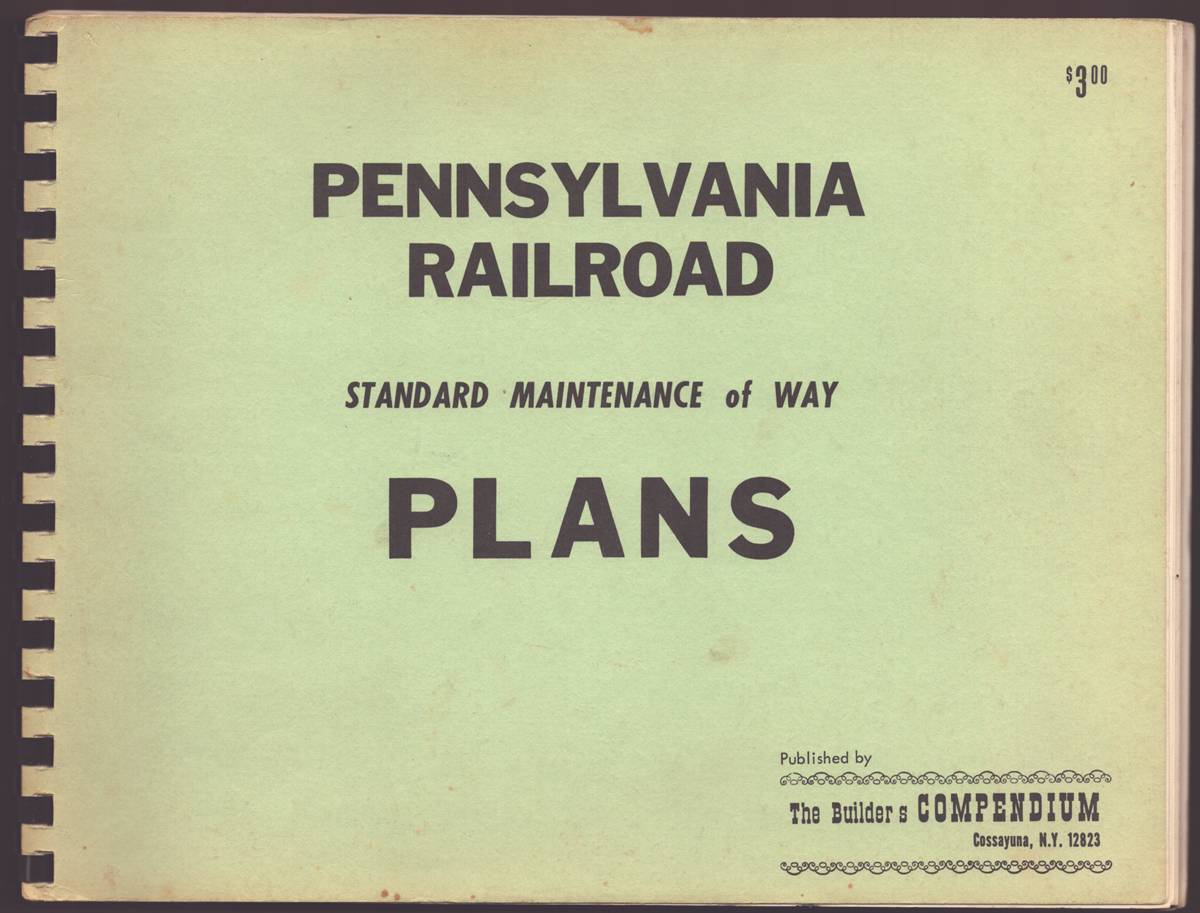 $3.00
PENNSYLVANIA
RAILROAD
STANDARD MAINTENANCE of WAY
PLANS
Published by
The Builder s COMPENDIUM
Cossayuna, N.Y. 12823